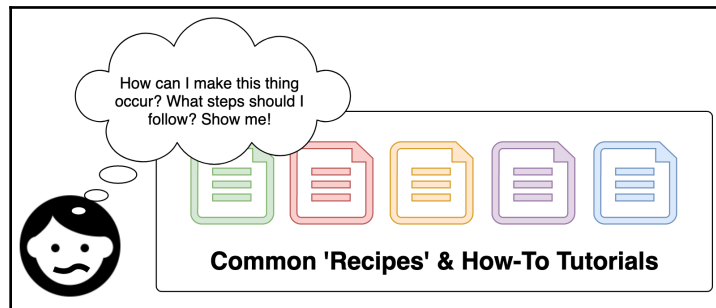 How can I make this thing
occur? What steps should I
follow? Show me!
Common 'Recipes' & How-To Tutorials